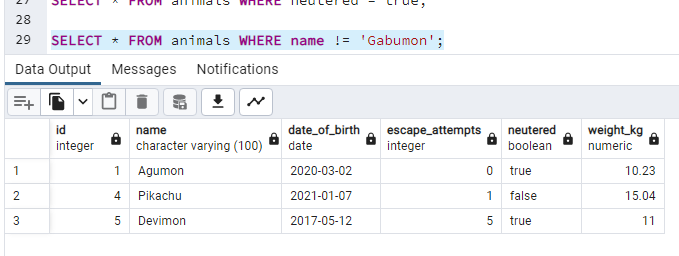 27 SELECT * FROM animals WHERE neutered = true;
28
29 SELECT * FROM animals WHERE name != 'Gabumon';
Data Output Messages Notifications
id name date_of_birth escape_attempts neutered weight_kg
integer character varying (100) date integer boolean numeric
1 1 Agumon 2020-03-02 0 true 10.23
2 4 Pikachu 2021-01-07 1 false 15.04
3 5 Devimon 2017-05-12 5 true 11